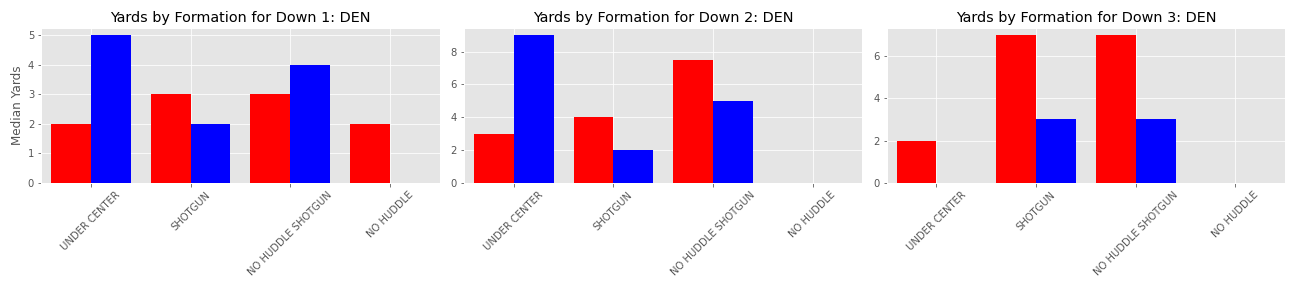 Yards by Formation for Down 1: DEN
Median Yards
5
4
3
2
1
0
UNDER CENTER
SHOTGUN
NO HUDDLE SHOTGUN
NO HUDDLE
Yards by Formation for Down 2: DEN
8
6
4
2
0
UNDER CENTER
SHOTGUN
NO HUDDLE SHOTGUN
NO HUDDLE
Yards by Formation for Down 3: DEN
6
4
2
0
UNDER CENTER
SHOTGUN
NO HUDDLE SHOTGUN
NO HUDDLE